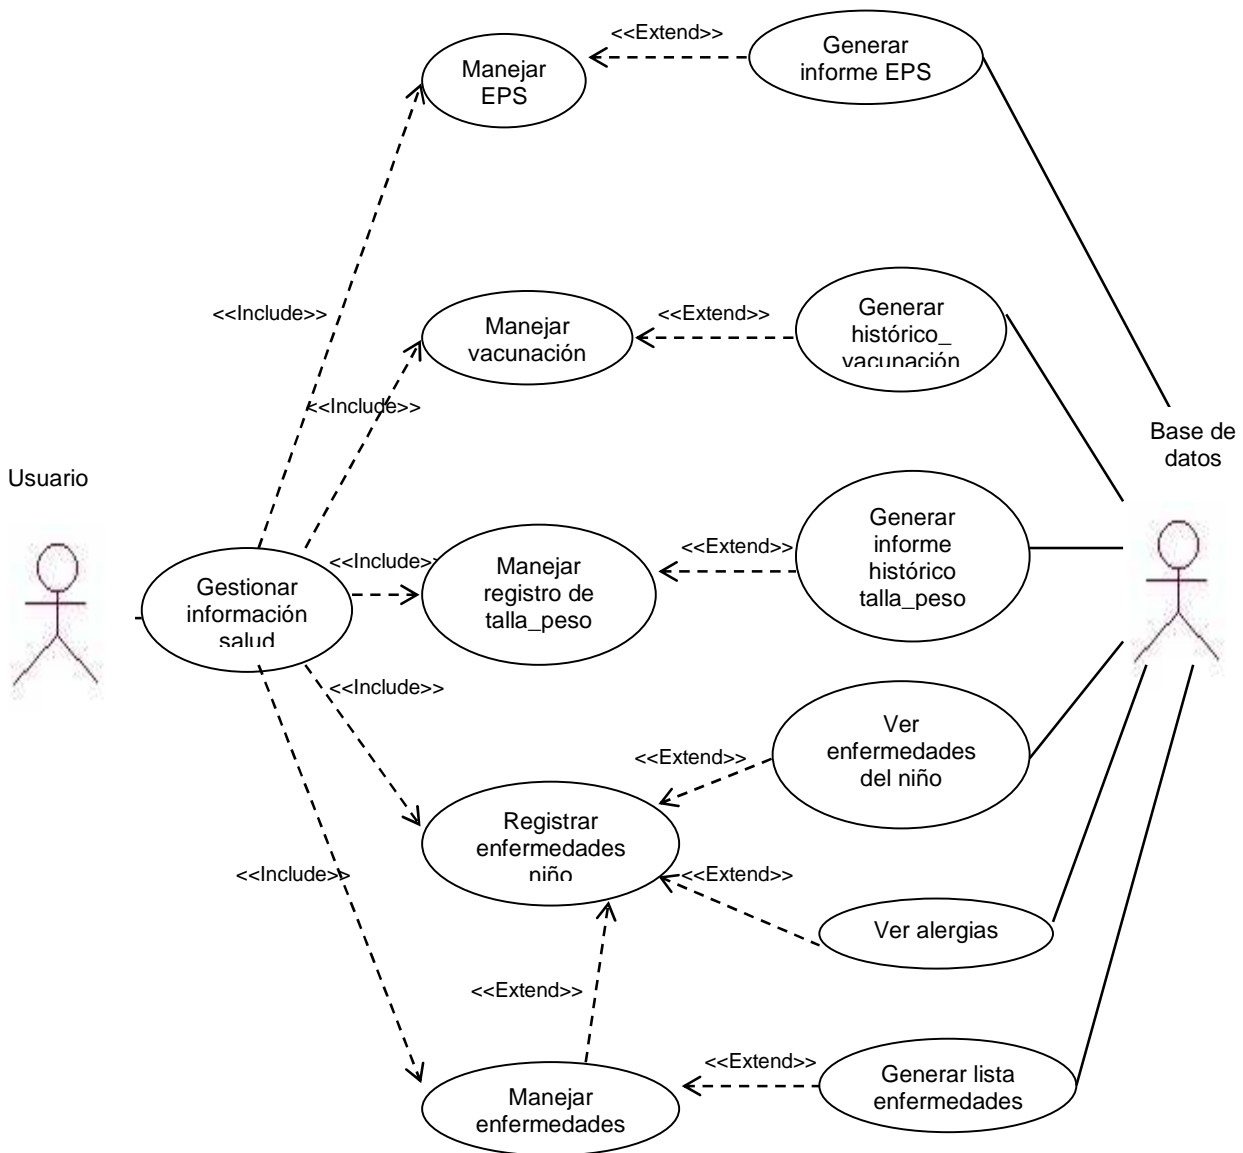 <<Extend>>
Generar
informe EPS
Manejar
EPS
<<Include>>
Manejar
vacunación
<<Extend>>
Generar
histórico_
vacunación
<<Include>>
Base de
datos
Usuario
Gestionar
información
salud
<<Include>>
Manejar
registro de
talla_peso
<<Extend>>
Generar
informe
histórico
talla_peso
<<Include>>
Ver
enfermedades
del niño
<<Extend>>
Registrar
enfermedades
niño
<<Include>>
<<Extend>>
Ver alergias
<<Extend>>
Manejar
enfermedades
<<Extend>>
Generar lista
enfermedades